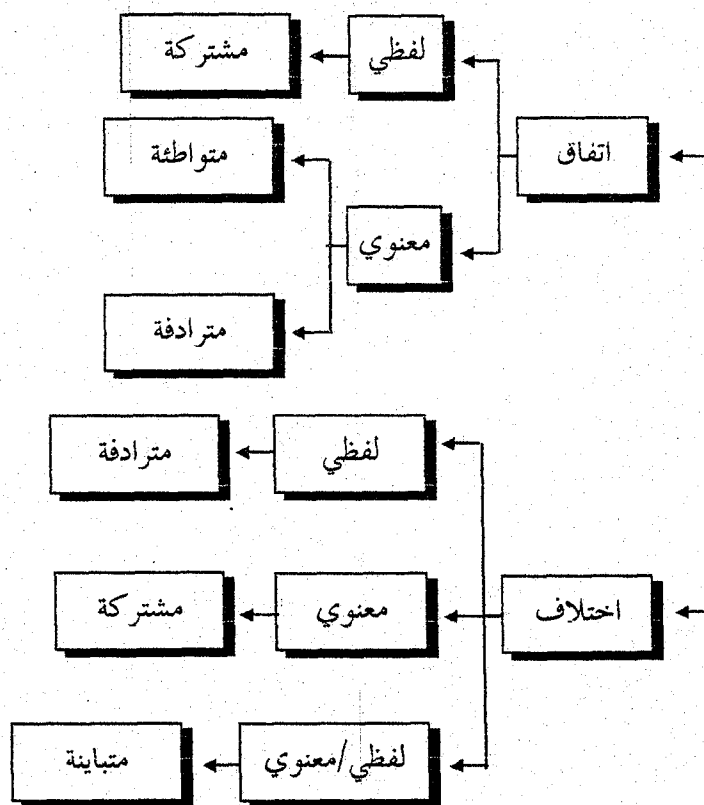 اتفاق
لفظي
مشتركة
معنوي
متواطئة
مترادفة
اختلاف
لفظي
مترادفة
معنوي
مشتركة
لفظي/معنوي
متباينة